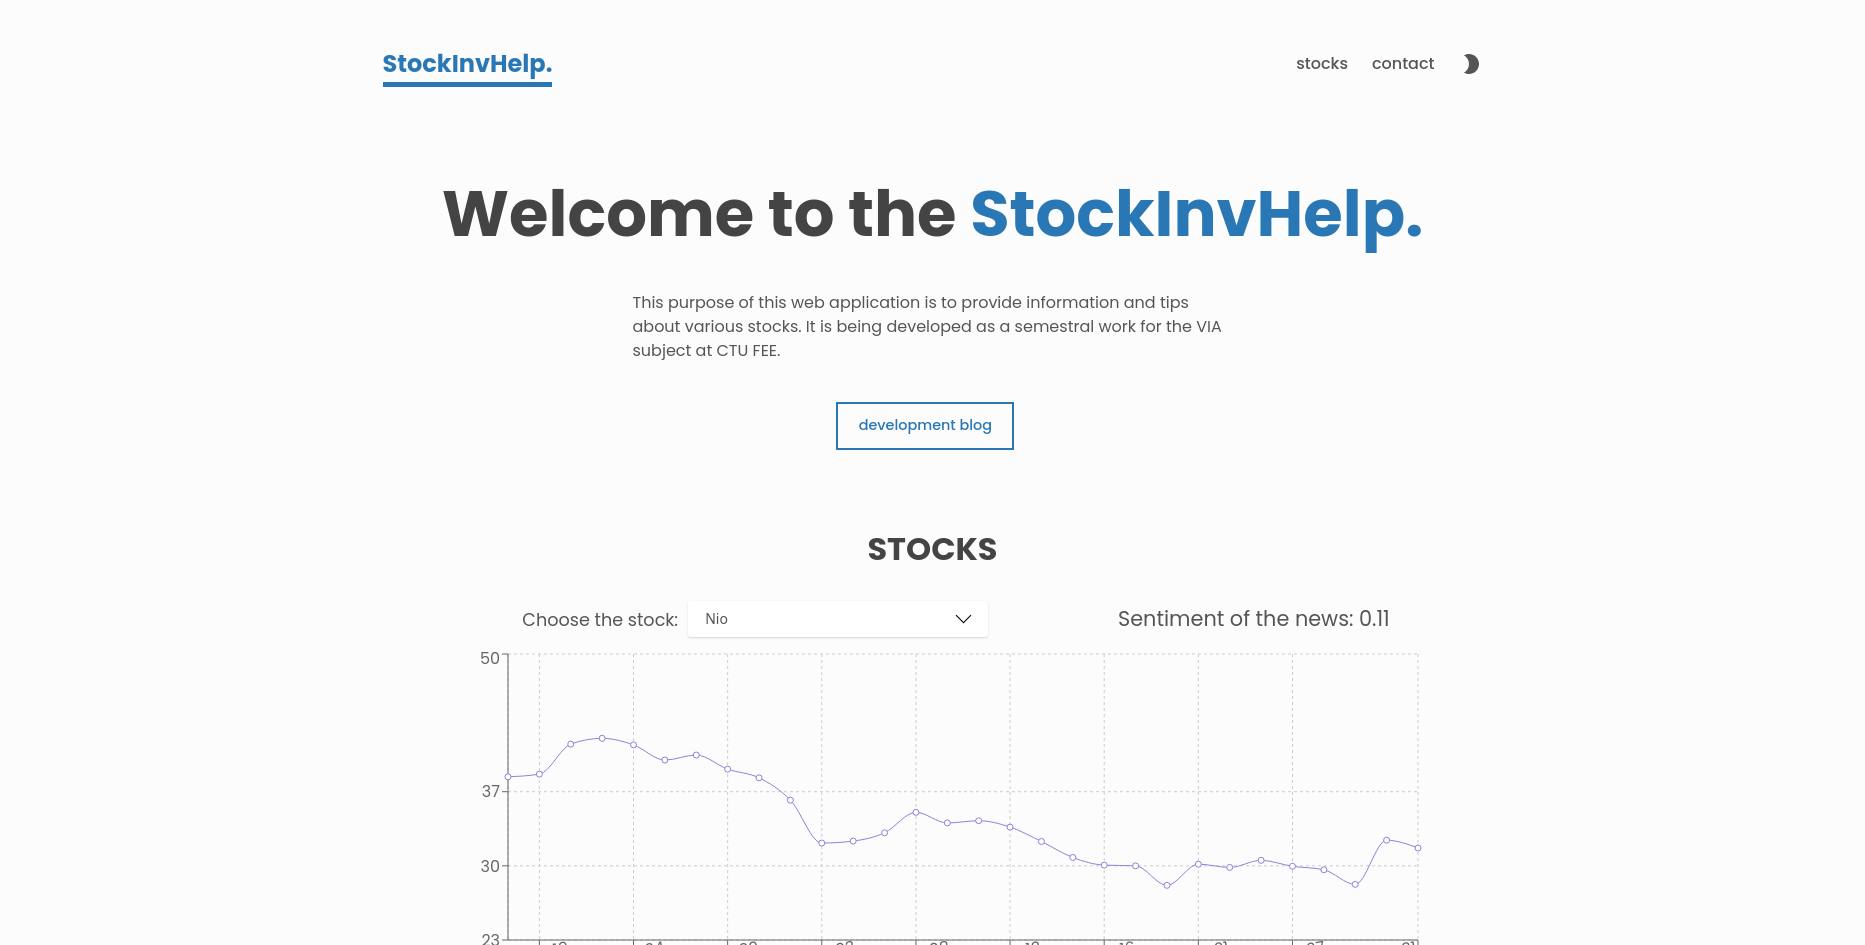 StockInvHelp.
stocks
contact
Welcome to the StockInvHelp.
This purpose of this web application is to provide information and tips
about various stocks. It is being developed as a semestral work for the VIA
subject at CTU FEE.
development blog
STOCKS
Choose the stock:
Nio
Sentiment of the news: 0.11
50
37
30
23